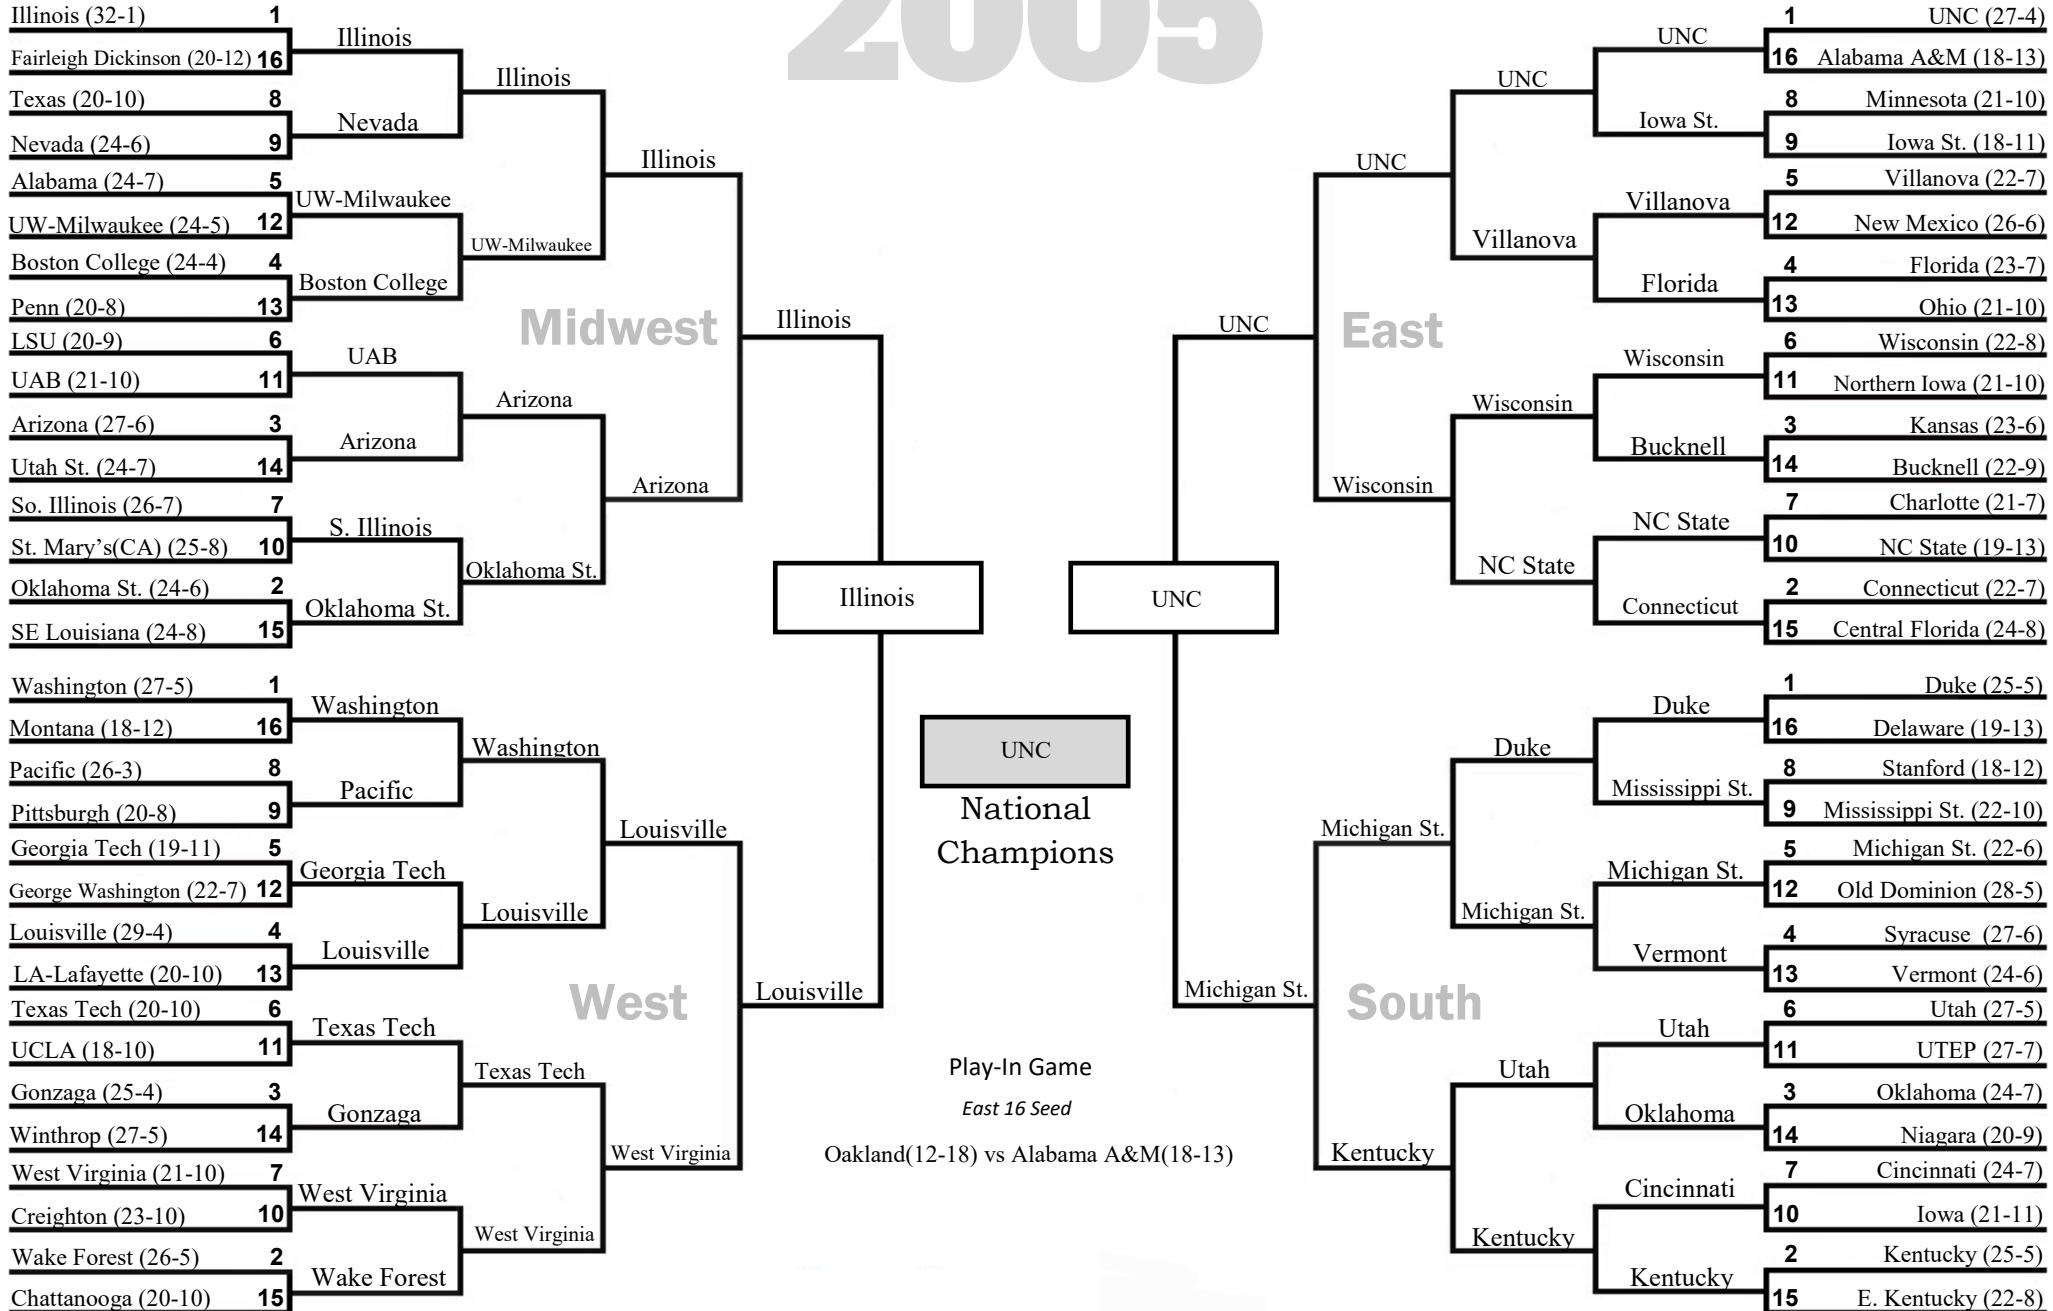 2005
Illinois (32-1) 1
Fairleigh Dickinson (20-12) 16
Texas (20-10) 8
Nevada (24-6) 9
Alabama (24-7) 5
UW-Milwaukee (24-5) 12
Boston College (24-4) 4
Penn (20-8) 13
LSU (20-9) 6
UAB (21-10) 11
Arizona (27-6) 3
Utah St. (24-7) 14
So. Illinois (26-7) 7
St. Mary’s(CA) (25-8) 10
Oklahoma St. (24-6) 2
SE Louisiana (24-8) 15
Illinois
Nevada
UW-Milwaukee
Boston College
UAB
Arizona
S. Illinois
Oklahoma St.
Illinois
UW-Milwaukee
Arizona
Oklahoma St.
Illinois
Arizona
Midwest
Illinois
Washington (27-5) 1
Montana (18-12) 16
Pacific (26-3) 8
Pittsburgh (20-8) 9
Georgia Tech (19-11) 5
George Washington (22-7) 12
Louisville (29-4) 4
LA-Lafayette (20-10) 13
Texas Tech (20-10) 6
UCLA (18-10) 11
Gonzaga (25-4) 3
Winthrop (27-5) 14
West Virginia (21-10) 7
Creighton (23-10) 10
Wake Forest (26-5) 2
Chattanooga (20-10) 15
Washington
Pacific
Georgia Tech
Louisville
Texas Tech
Gonzaga
West Virginia
Wake Forest
Washington
Louisville
Texas Tech
West Virginia
Louisville
West Virginia
West
Louisville
Illinois
UNC
UNC
National
Champions
Play-In Game
East 16 Seed
Oakland(12-18) vs Alabama A&M(18-13)
1 UNC (27-4)
16 Alabama A&M (18-13)
8 Minnesota (21-10)
9 Iowa St. (18-11)
5 Villanova (22-7)
12 New Mexico (26-6)
4 Florida (23-7)
13 Ohio (21-10)
6 Wisconsin (22-8)
11 Northern Iowa (21-10)
3 Kansas (23-6)
14 Bucknell (22-9)
7 Charlotte (21-7)
10 NC State (19-13)
2 Connecticut (22-7)
15 Central Florida (24-8)
UNC
Iowa St.
Villanova
Florida
Wisconsin
Bucknell
NC State
Connecticut
UNC
Villanova
Wisconsin
NC State
UNC
Wisconsin
East
UNC
1 Duke (25-5)
16 Delaware (19-13)
8 Stanford (18-12)
9 Mississippi St. (22-10)
5 Michigan St. (22-6)
12 Old Dominion (28-5)
4 Syracuse (27-6)
13 Vermont (24-6)
6 Utah (27-5)
11 UTEP (27-7)
3 Oklahoma (24-7)
14 Niagara (20-9)
7 Cincinnati (24-7)
10 Iowa (21-11)
2 Kentucky (25-5)
15 E. Kentucky (22-8)
Duke
Mississippi St.
Michigan St.
Vermont
Utah
Oklahoma
Cincinnati
Kentucky
Duke
Michigan St.
Utah
Kentucky
Michigan St.
Kentucky
South
Michigan St.